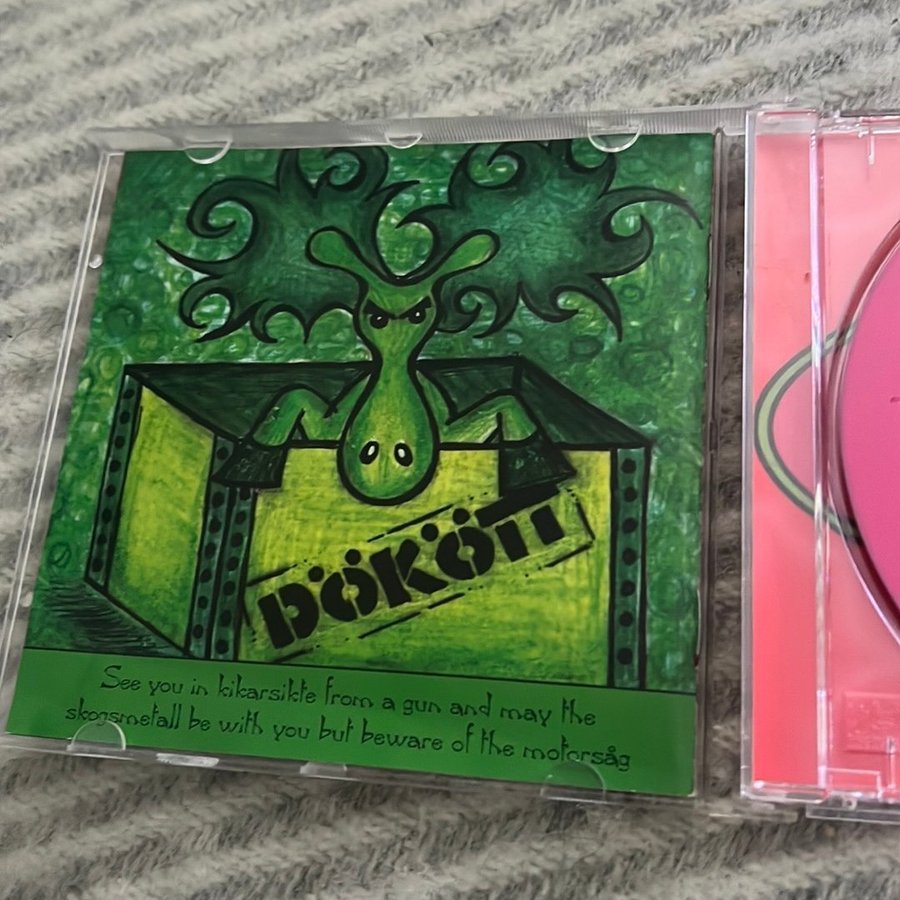 DÖKÖTT
See you in kikarsikte from a gun and may the
skogsmetall be with you but beware of the motorsåg